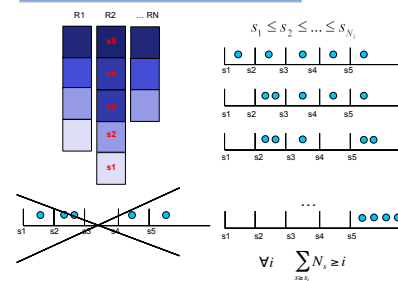 R1 R2 ... RN
s5
s4
s3
s2
s1
s₁ ≤ s₂ ≤ ... ≤ s_{N_i}
s1 s2 s3 s4 s5
s1 s2 s3 s4 s5
s1 s2 s3 s4 s5
s1 s2 s3 s4 s5
...
s1 s2 s3 s4 s5
∀i ∑_{s≥s_i} N_s ≥ i